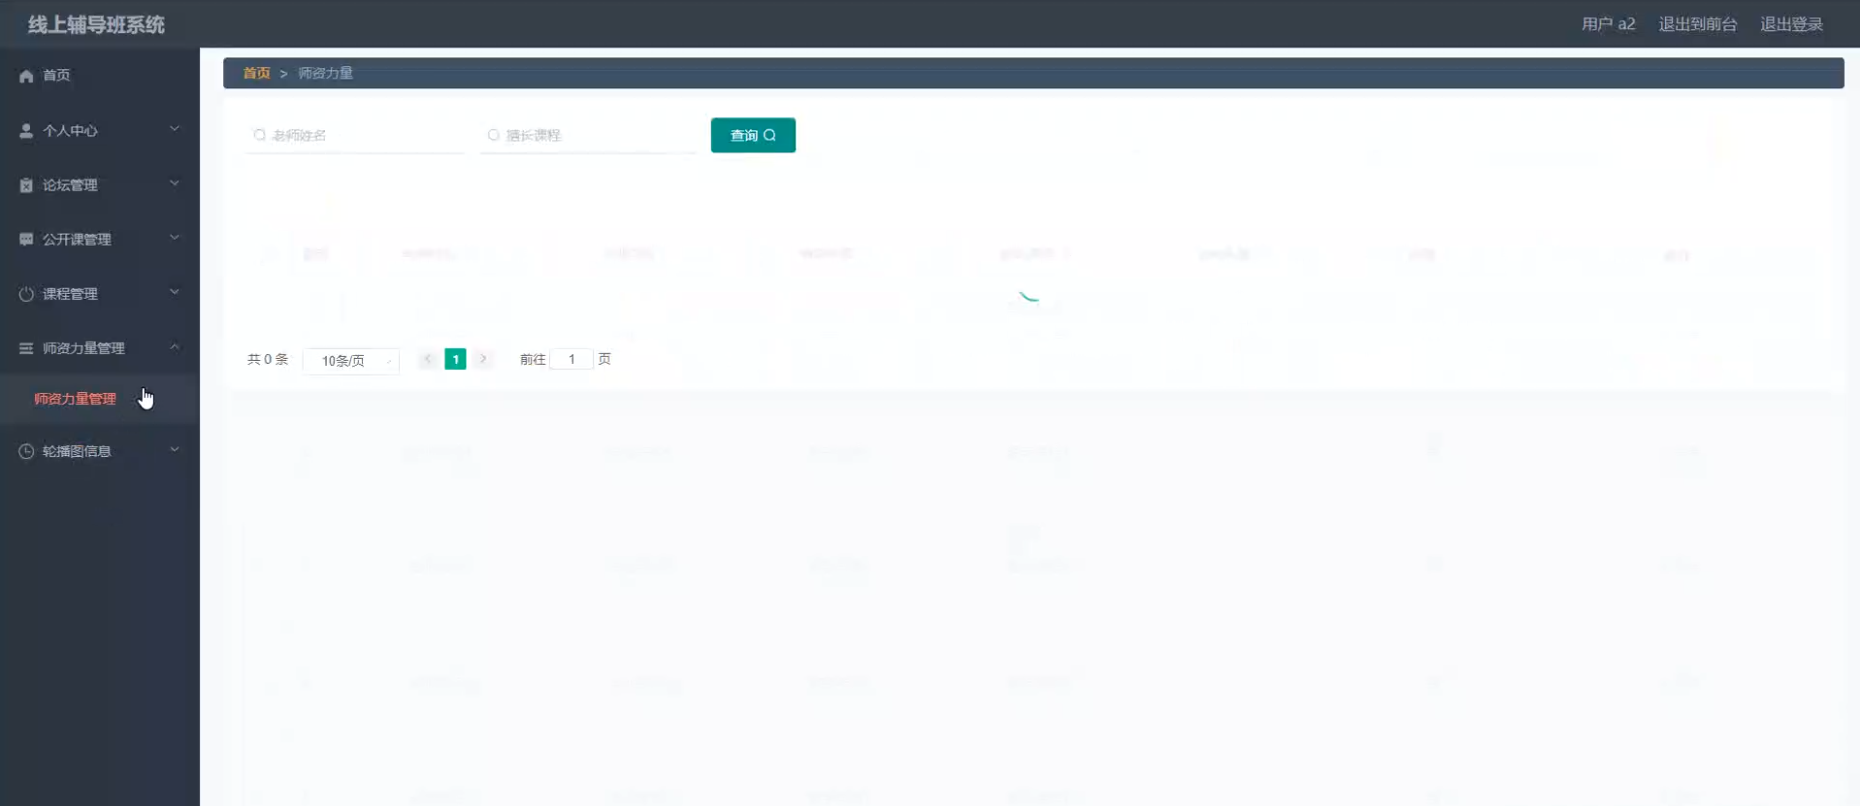 线上辅导班系统
用户 a2 退出到前台 退出登录
首页
个人中心
论坛管理
公开课管理
课程管理
师资力量管理
师资力量管理
轮播图信息
首页 > 师资力量
老师姓名 擅长课程 查询
共 0 条 10条/页 < 1 > 前往 1 页